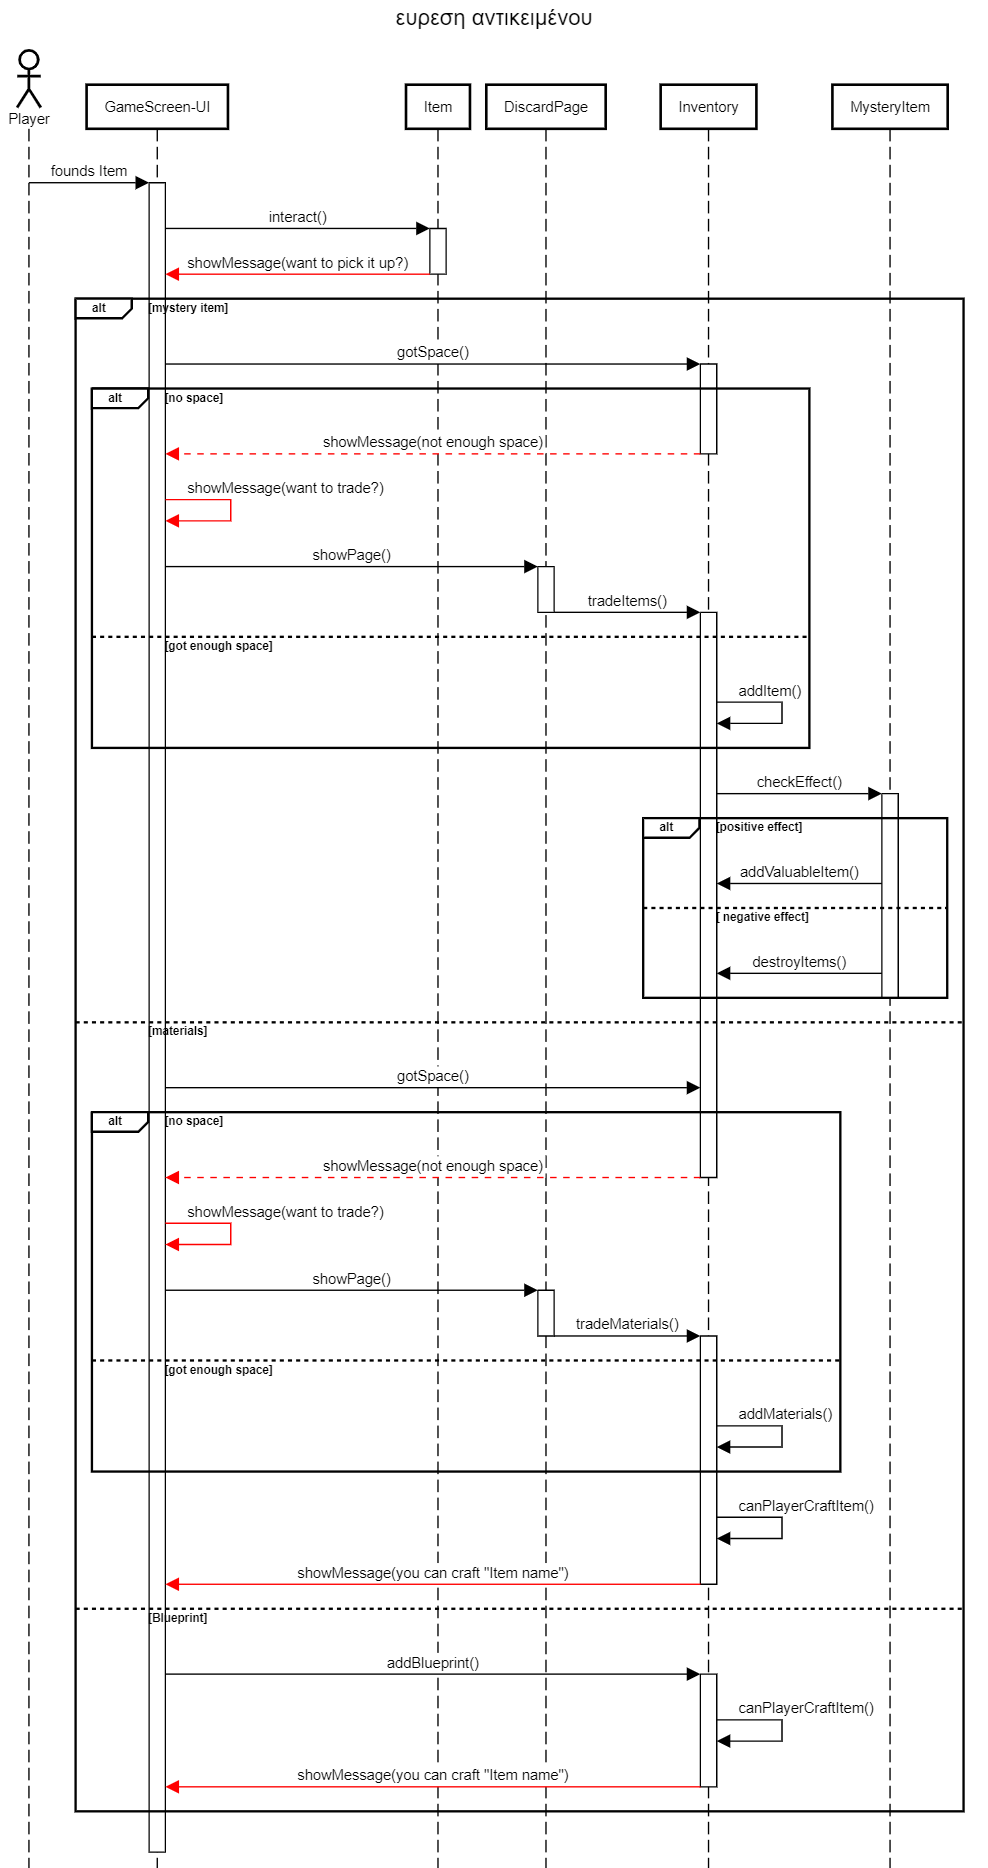 ευρεση αντικειμένου
Player
GameScreen-UI
Item
DiscardPage
Inventory
MysteryItem
founds Item
interact()
showMessage(want to pick it up?)
alt
[mystery item]
gotSpace()
alt
[no space]
showMessage(not enough space)
showMessage(want to trade?)
showPage()
tradeItems()
[got enough space]
addItem()
checkEffect()
alt
[positive effect]
addValuableItem()
[ negative effect]
destroyItems()
[materials]
gotSpace()
alt
[no space]
showMessage(not enough space)
showMessage(want to trade?)
showPage()
tradeMaterials()
[got enough space]
addMaterials()
canPlayerCraftItem()
showMessage(you can craft "Item name")
[Blueprint]
addBlueprint()
canPlayerCraftItem()
showMessage(you can craft "Item name")